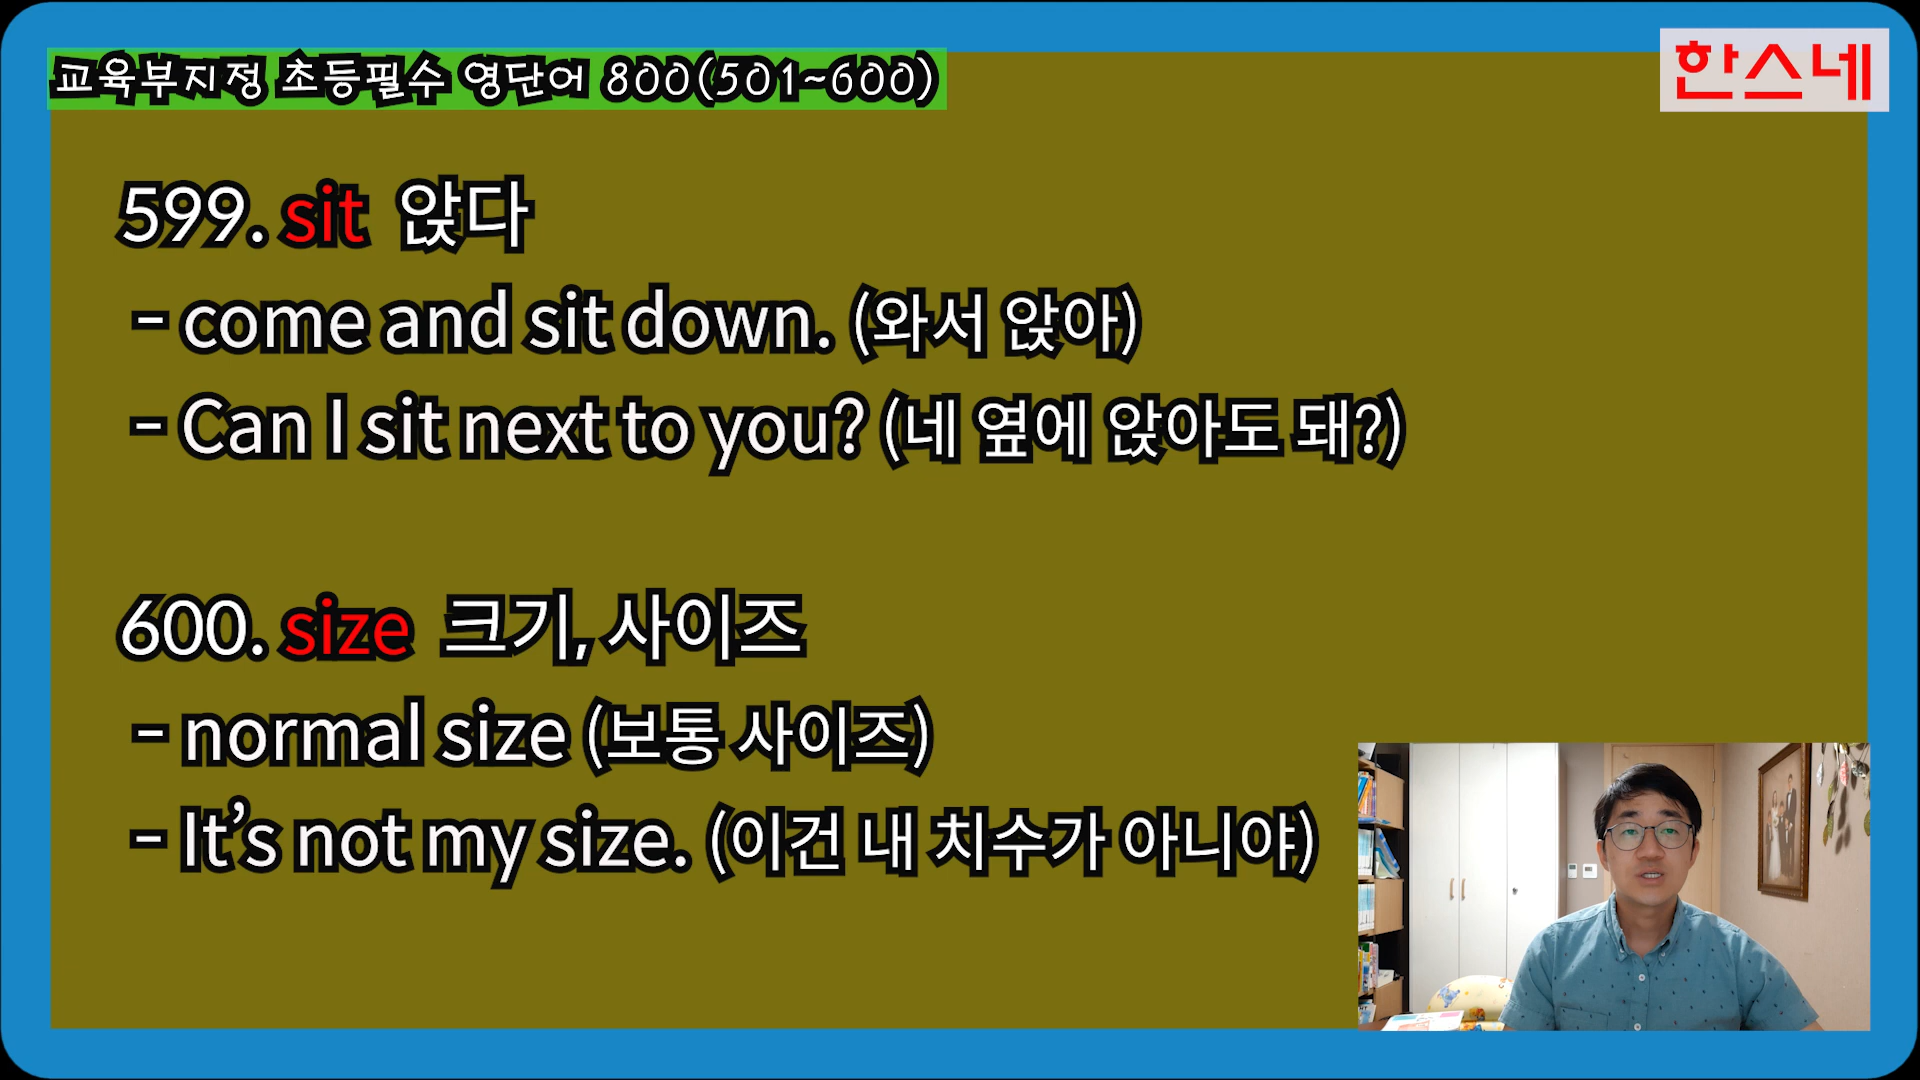 교육부지정 초등필수 영단어 800(501~600)
한스네
599. sit 앉다
- come and sit down. (와서 앉아)
- Can I sit next to you? (네 옆에 앉아도 돼?)
600. size 크기, 사이즈
- normal size (보통 사이즈)
- It's not my size. (이건 내 치수가 아니야)